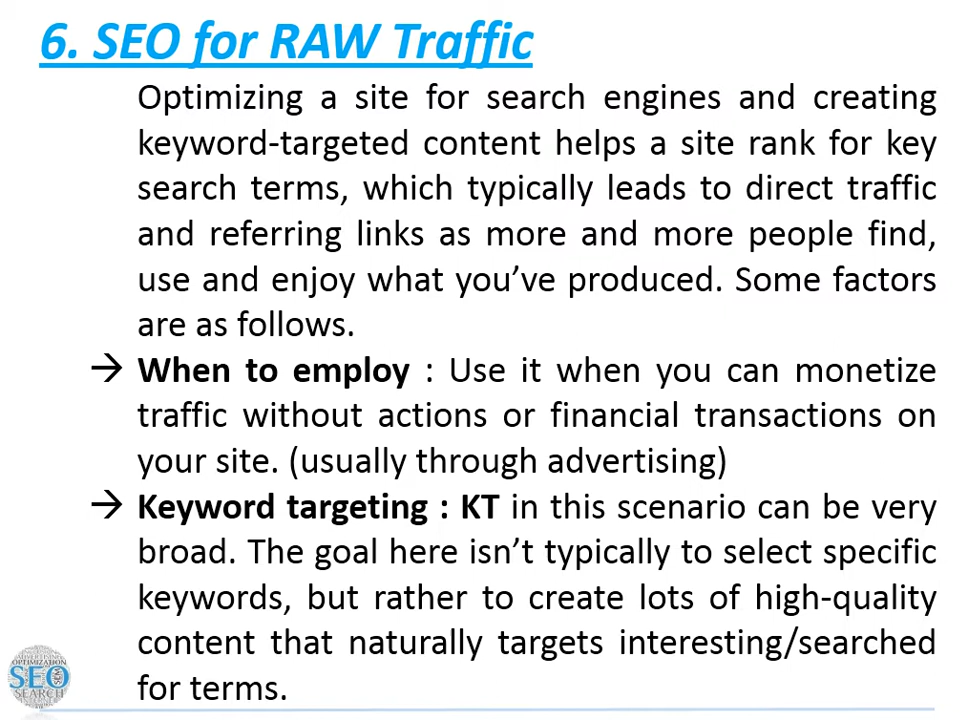 6. SEO for RAW Traffic
Optimizing a site for search engines and creating
keyword-targeted content helps a site rank for key
search terms, which typically leads to direct traffic
and referring links as more and more people find,
use and enjoy what you’ve produced. Some factors
are as follows.
→ When to employ : Use it when you can monetize
traffic without actions or financial transactions on
your site. (usually through advertising)
→ Keyword targeting : KT in this scenario can be very
broad. The goal here isn’t typically to select specific
keywords, but rather to create lots of high-quality
content that naturally targets interesting/searched
for terms.
OPTIMIZATION
SEO
SEARCH